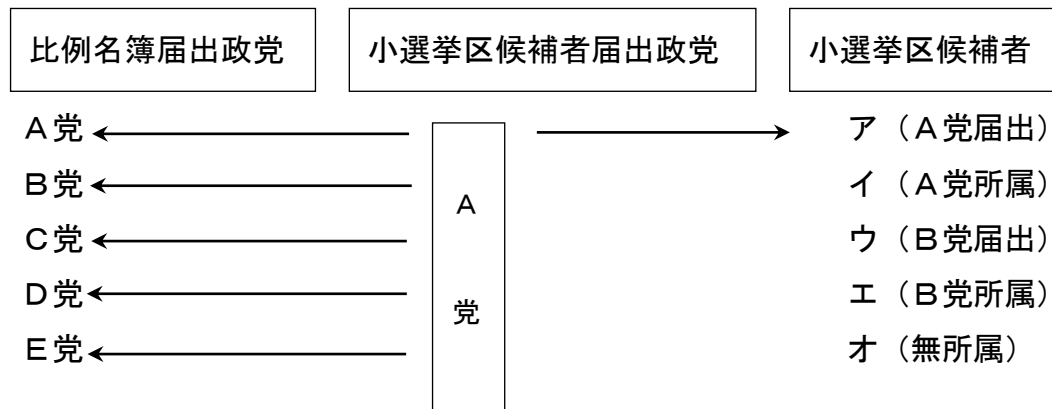 比例名簿届出政党 小選挙区候補者届出政党 小選挙区候補者
A党 ア（A党届出）
B党 イ（A党所属）
A
C党 ウ（B党届出）
D党 エ（B党所属）
党
E党 オ（無所属）